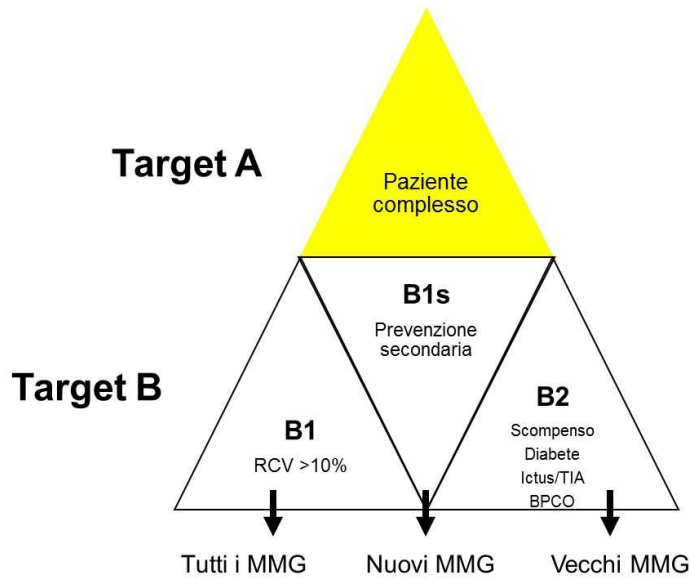 Target A
Paziente
complesso
Target B
B1s
Prevenzione
secondaria
B1
RCV >10%
B2
Scompenso
Diabete
Ictus/TIA
BPCO
Tutti i MMG
Nuovi MMG
Vecchi MMG